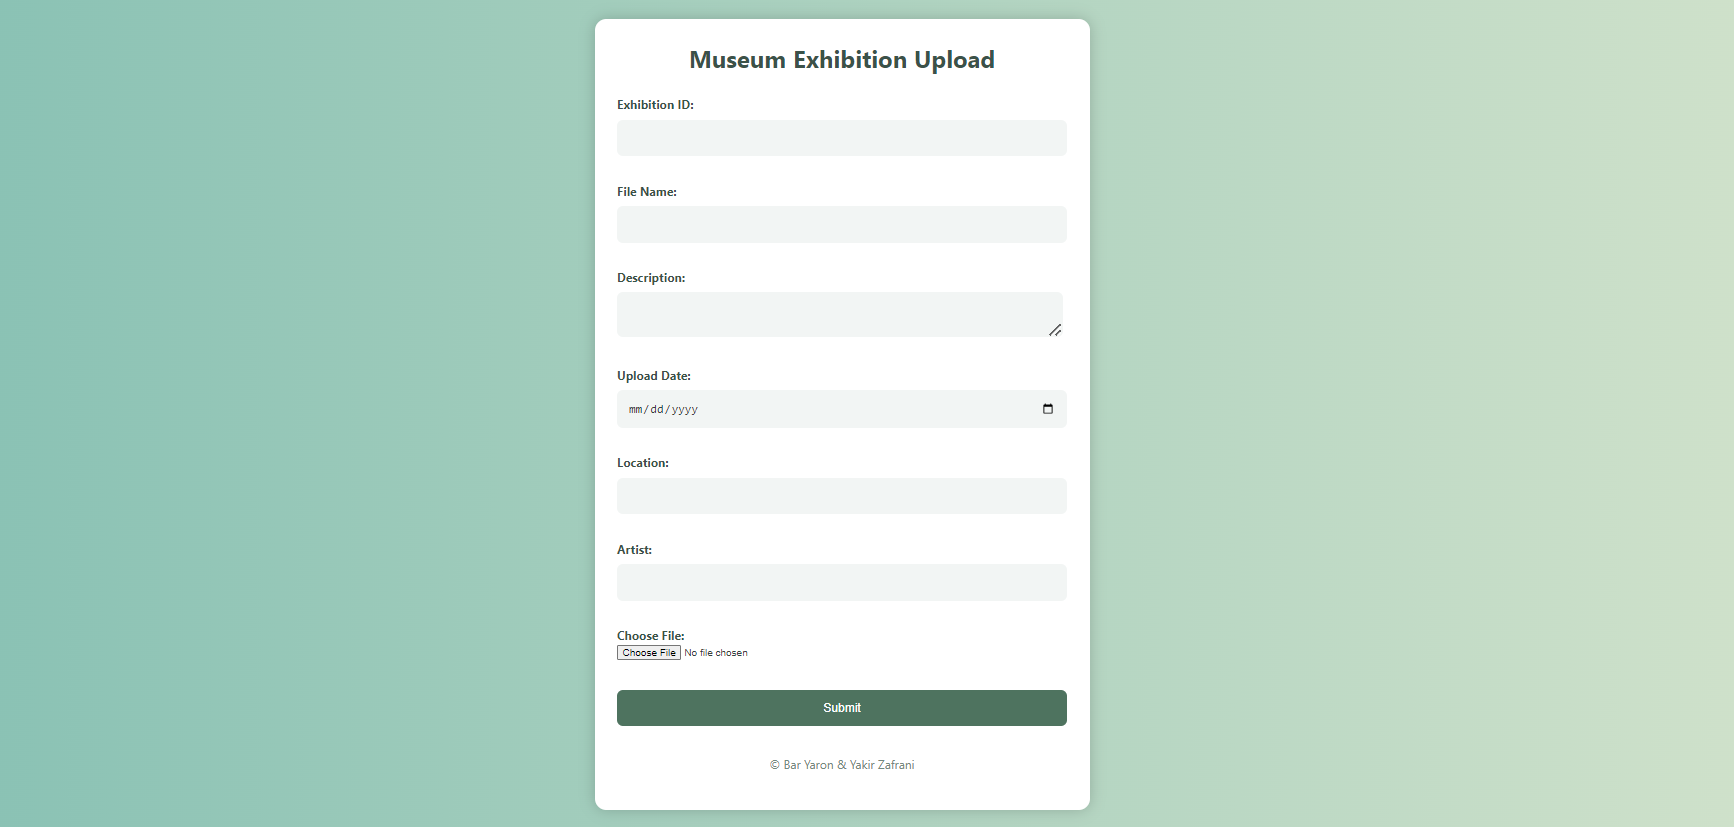 Museum Exhibition Upload
Exhibition ID:
File Name:
Description:
Upload Date:
mm/dd/yyyy
Location:
Artist:
Choose File:
Choose File No file chosen
Submit
© Bar Yaron & Yakir Zafrani